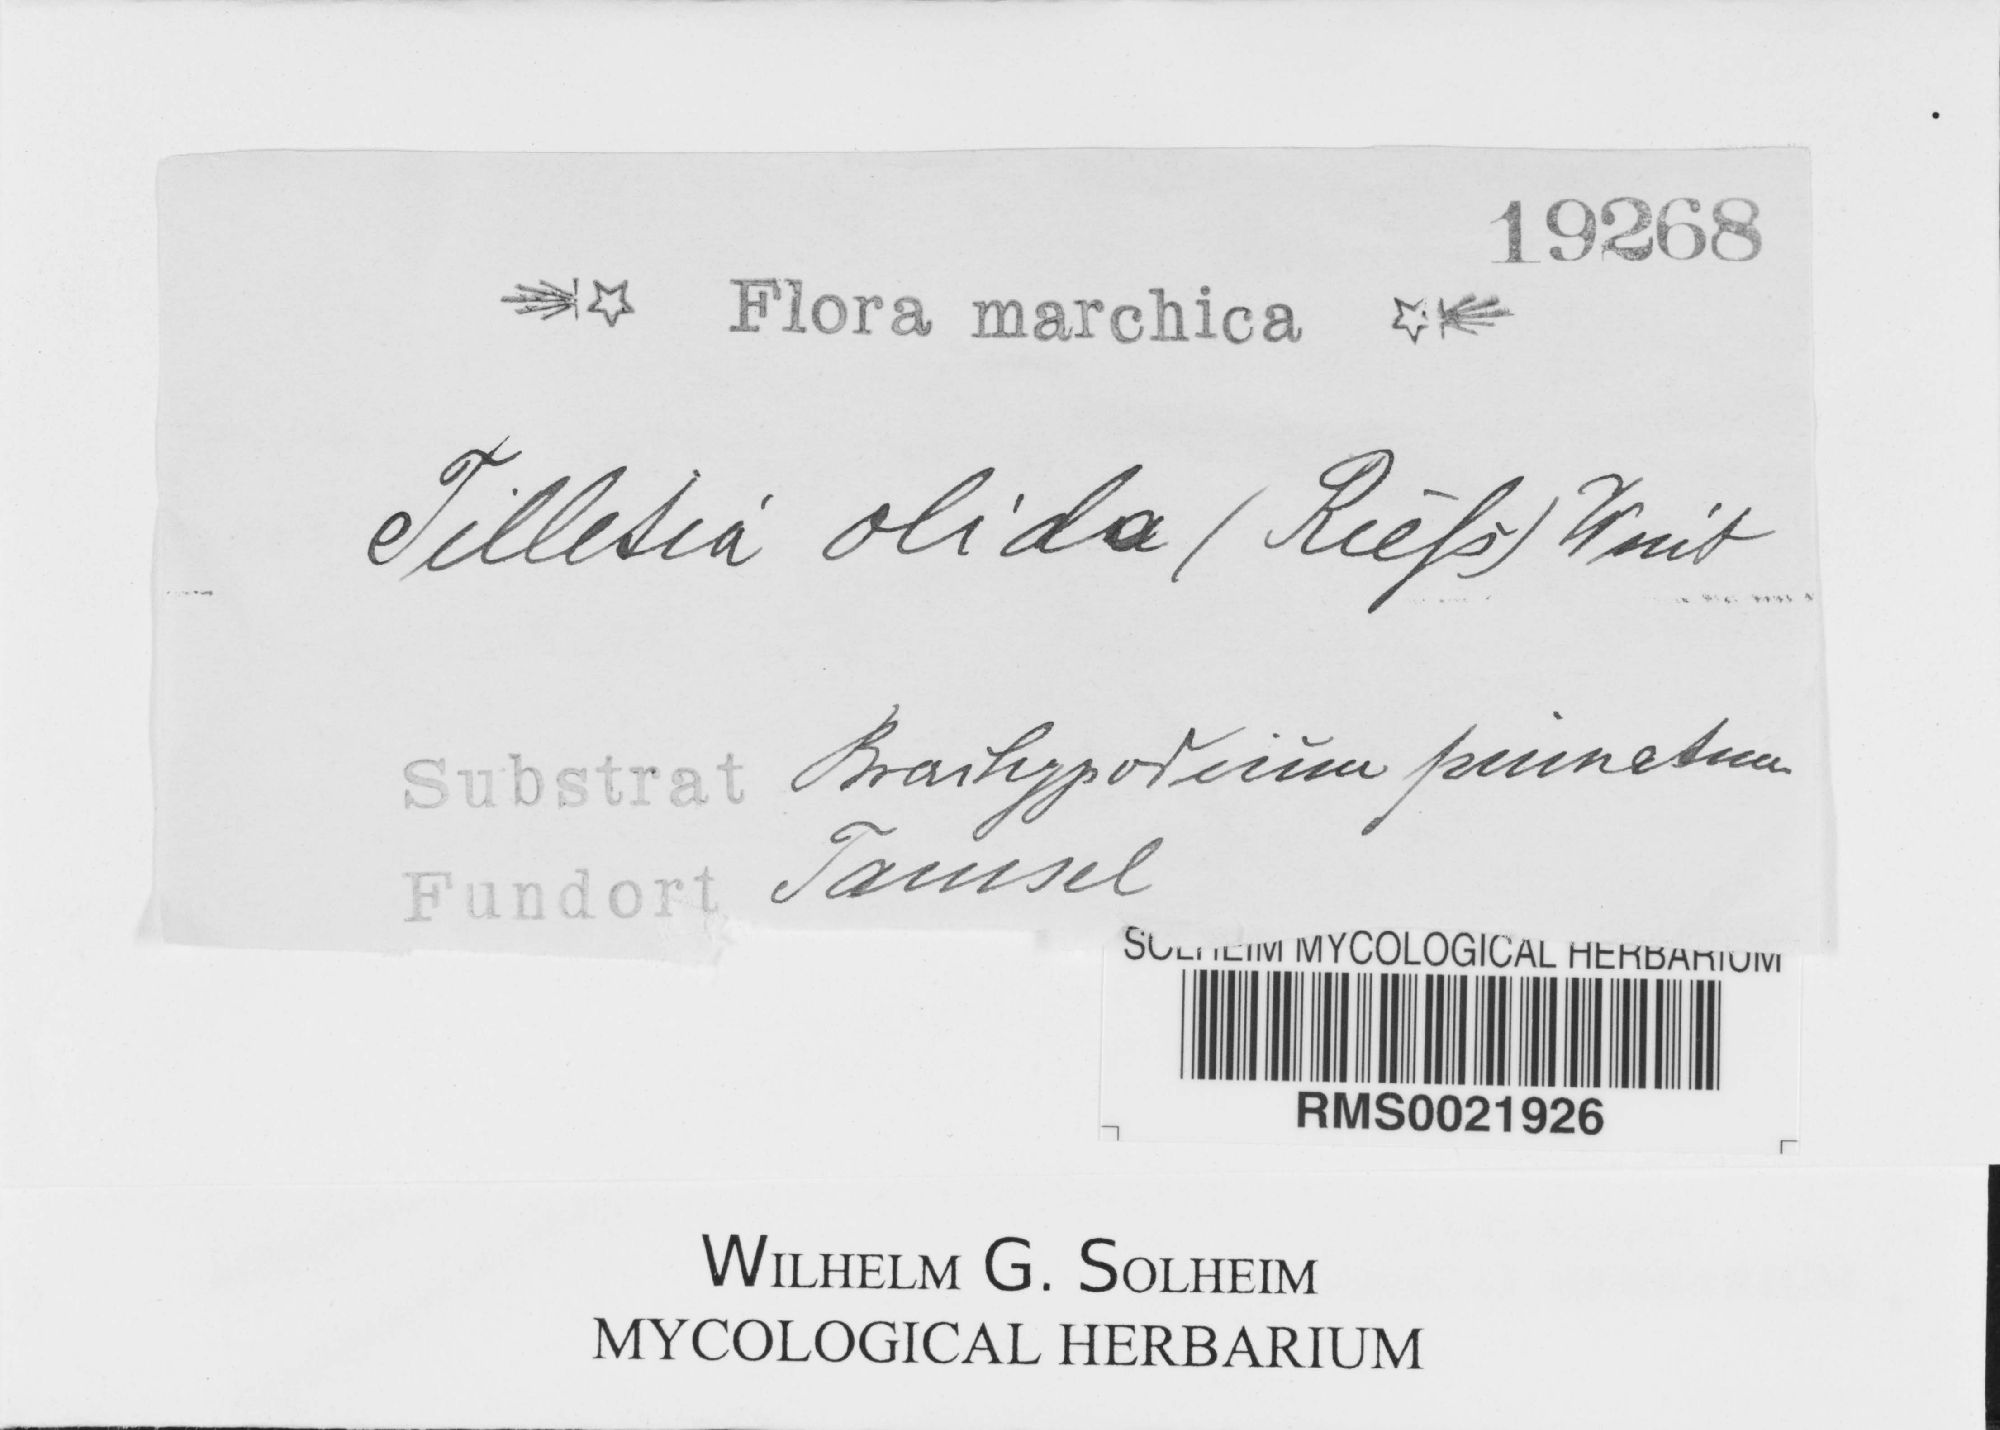 19268
Flora marchica
Tilletia olida (Rieſs) Wint
Substrat Brachypodium pinnatum
Fundort Tamsel
SOLHEIM MYCOLOGICAL HERBARIUM
RMS0021926
WILHELM G. SOLHEIM
MYCOLOGICAL HERBARIUM